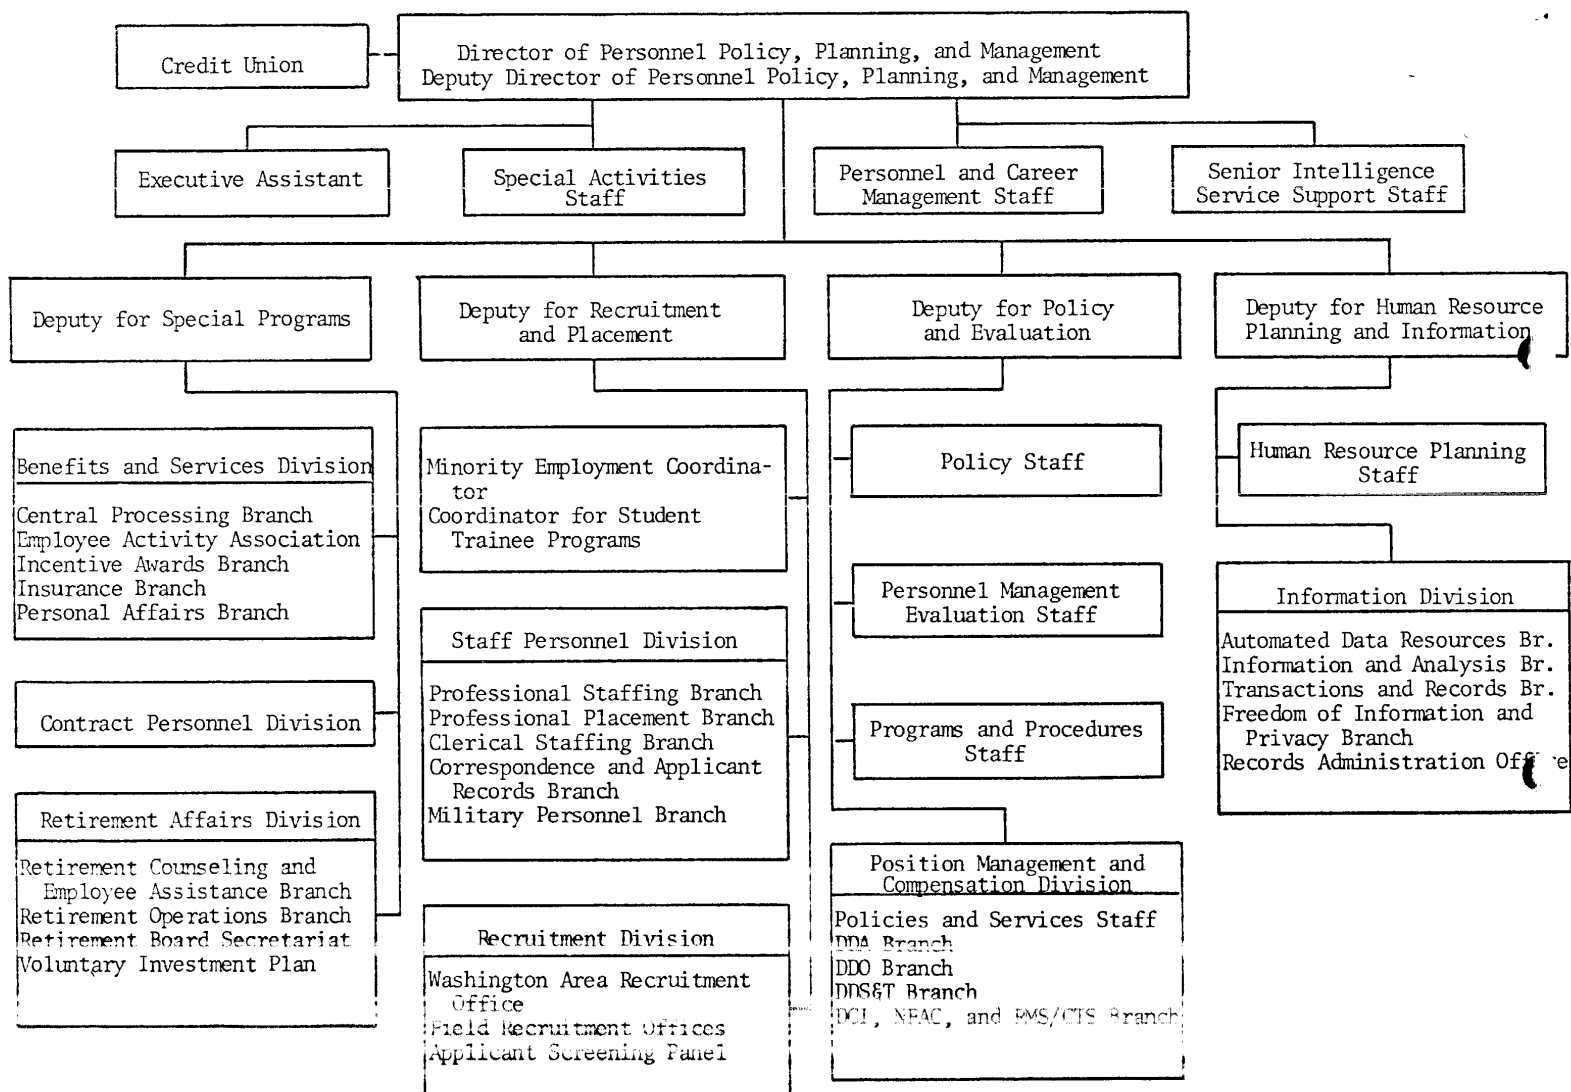 Credit Union
Director of Personnel Policy, Planning, and Management
Deputy Director of Personnel Policy, Planning, and Management
Executive Assistant
Special Activities
Staff
Personnel and Career
Management Staff
Senior Intelligence
Service Support Staff
Deputy for Special Programs
Deputy for Recruitment
and Placement
Deputy for Policy
and Evaluation
Deputy for Human Resource
Planning and Information
Benefits and Services Division
Central Processing Branch
Employee Activity Association
Incentive Awards Branch
Insurance Branch
Personal Affairs Branch
Contract Personnel Division
Retirement Affairs Division
Retirement Counseling and
Employee Assistance Branch
Retirement Operations Branch
Retirement Board Secretariat
Voluntary Investment Plan
Minority Employment Coordina-
tor
Coordinator for Student
Trainee Programs
Staff Personnel Division
Professional Staffing Branch
Professional Placement Branch
Clerical Staffing Branch
Correspondence and Applicant
Records Branch
Military Personnel Branch
Recruitment Division
Washington Area Recruitment
Office
Field Recruitment Offices
Applicant Screening Panel
Policy Staff
Personnel Management
Evaluation Staff
Programs and Procedures
Staff
Position Management and
Compensation Division
Policies and Services Staff
DDA Branch
DDO Branch
DDS&T Branch
DCI, NFAC, and RMS/CTS Branch
Human Resource Planning
Staff
Information Division
Automated Data Resources Br.
Information and Analysis Br.
Transactions and Records Br.
Freedom of Information and
Privacy Branch
Records Administration Office